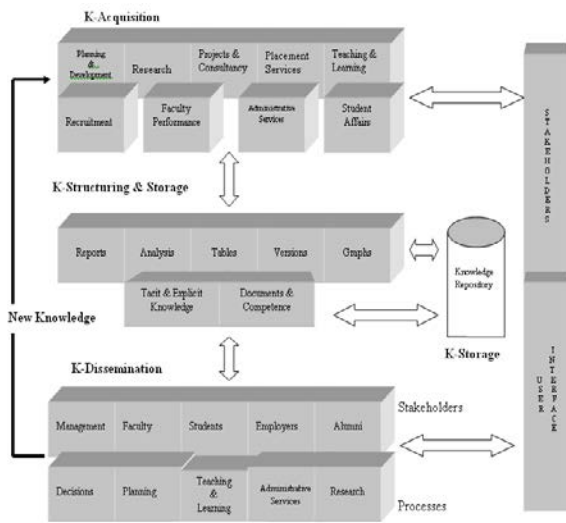 K-Acquisition
Planning
&
Development
Research
Projects &
Consultancy
Placement
Services
Teaching &
Learning
Recruitment
Faculty
Performance
Administrative
Services
Student
Affairs
K-Structuring & Storage
Reports
Analysis
Tables
Versions
Graphs
Tacit & Explicit
Knowledge
Documents &
Competence
Knowledge
Repository
K-Storage
New Knowledge
K-Dissemination
Management
Faculty
Students
Employers
Alumni
Stakeholders
Decisions
Planning
Teaching
&
Learning
Administrative
Services
Research
Processes
STAKEHOLDERS
USER
INTERFACE